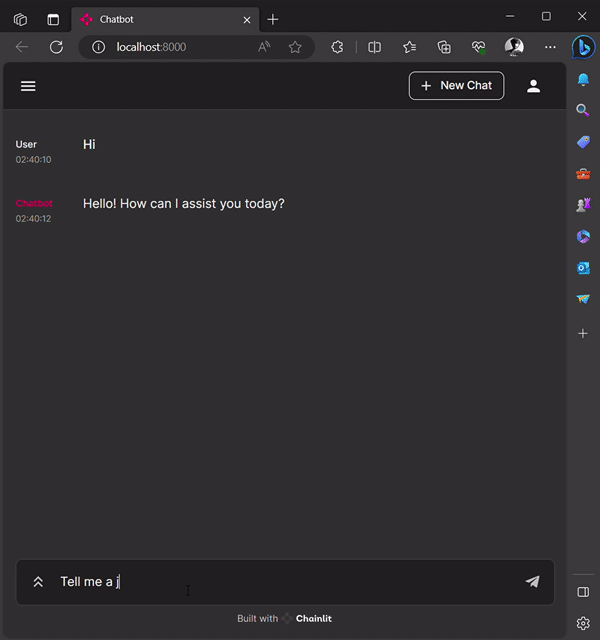 Chatbot
localhost:8000
New Chat
User
Hi
02:40:10
Chatbot
Hello! How can I assist you today?
02:40:12
Tell me a j
Built with Chainlit